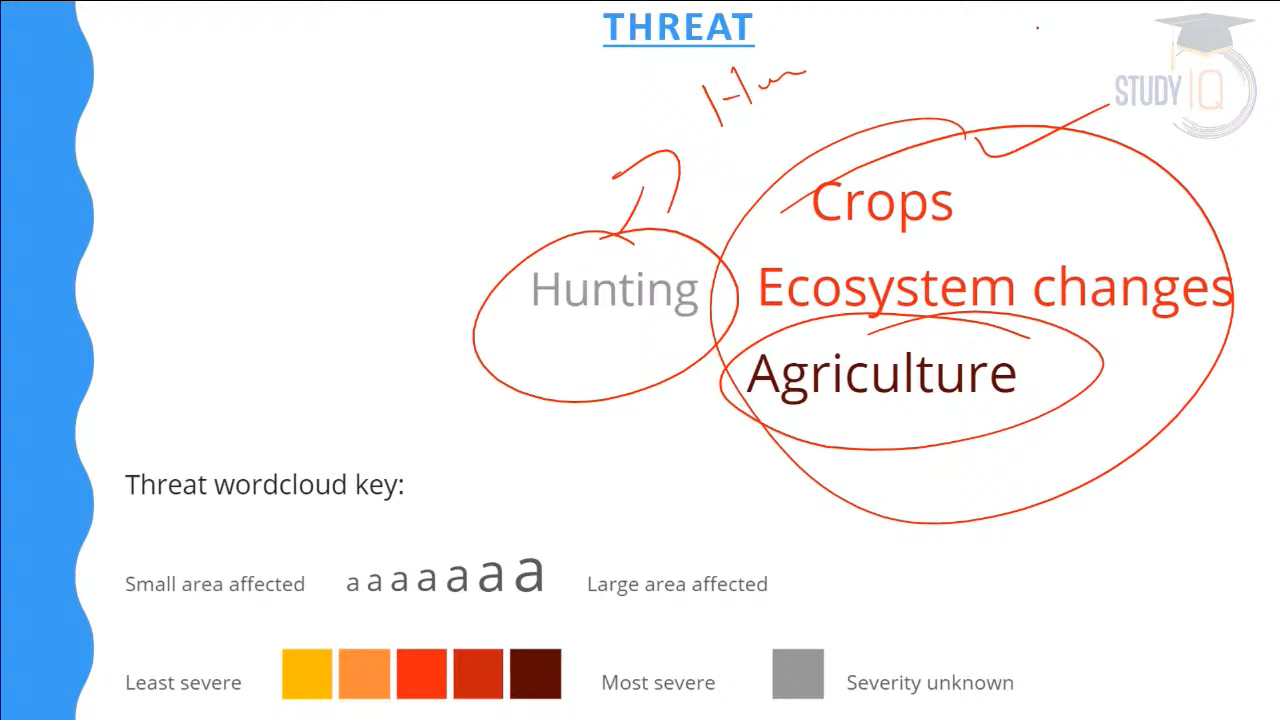 THREAT
STUDY IQ
Crops
Hunting
Ecosystem changes
Agriculture
Threat wordcloud key:
Small area affected a a a a a a a Large area affected
Least severe Most severe Severity unknown